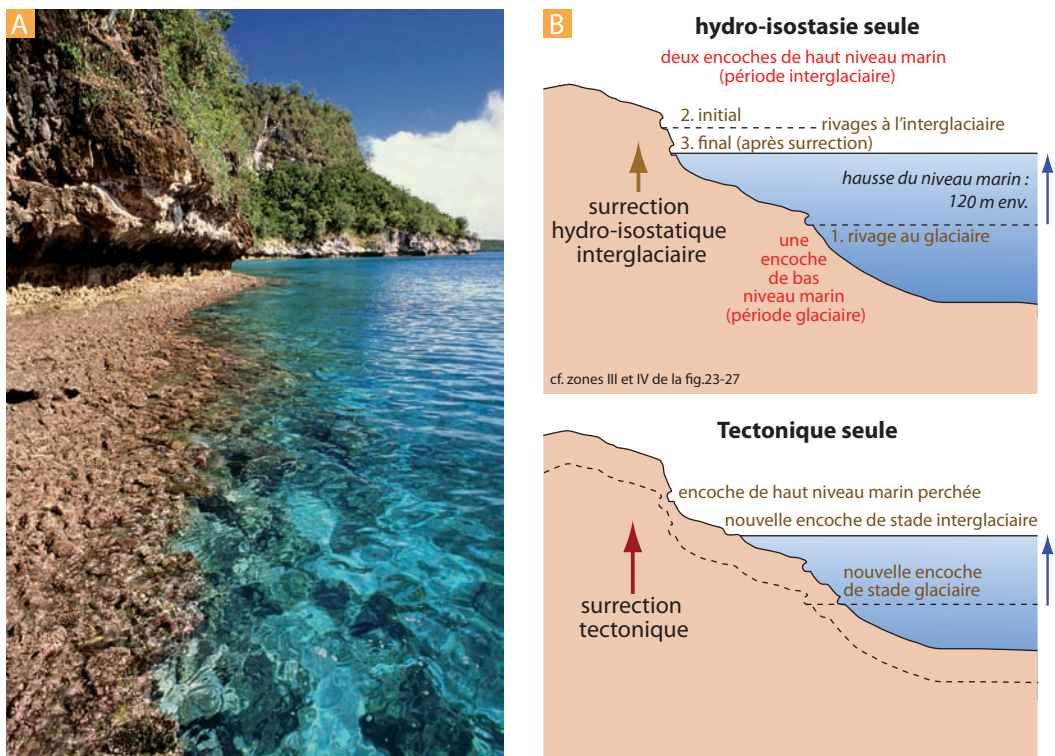 A
B
hydro-isostasie seule
deux encoches de haut niveau marin
(période interglaciaire)
2. initial
rivages à l'interglaciaire
3. final (après surrection)
hausse du niveau marin :
120 m env.
surrection
hydro-isostatique
interglaciaire
1. rivage au glaciaire
une
encoche
de bas
niveau marin
(période glaciaire)
cf. zones III et IV de la fig.23-27
Tectonique seule
encoche de haut niveau marin perchée
nouvelle encoche de stade interglaciaire
nouvelle encoche
de stade glaciaire
surrection
tectonique